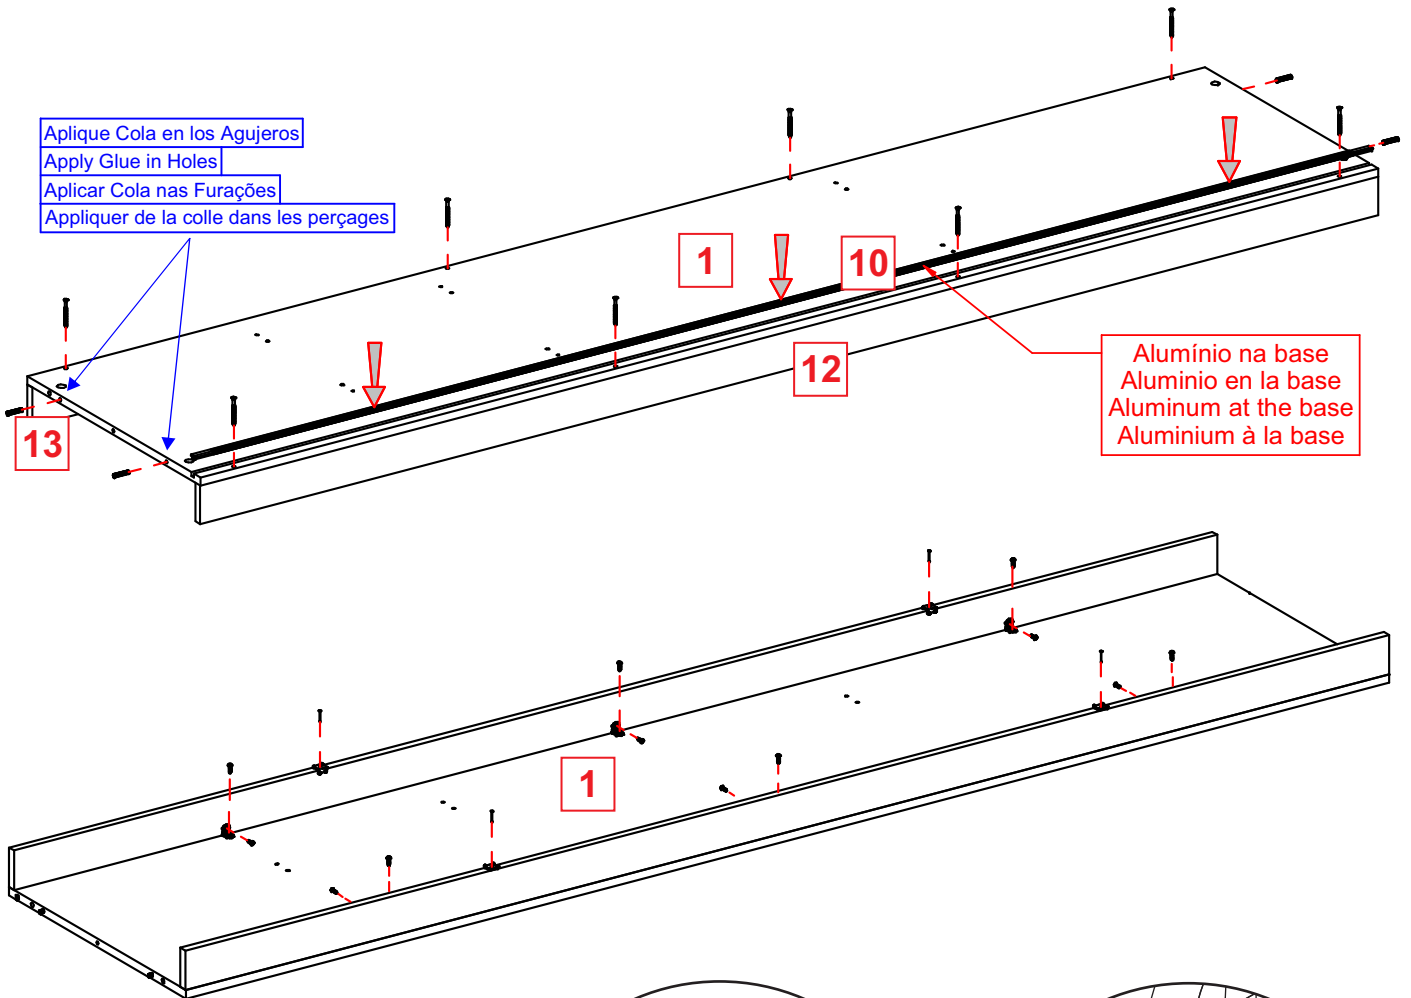 Aplique Cola en los Agujeros
Apply Glue in Holes
Aplicar Cola nas Furações
Appliquer de la colle dans les perçages
1
10
12
13
Alumínio na base
Aluminio en la base
Aluminum at the base
Aluminium à la base
1